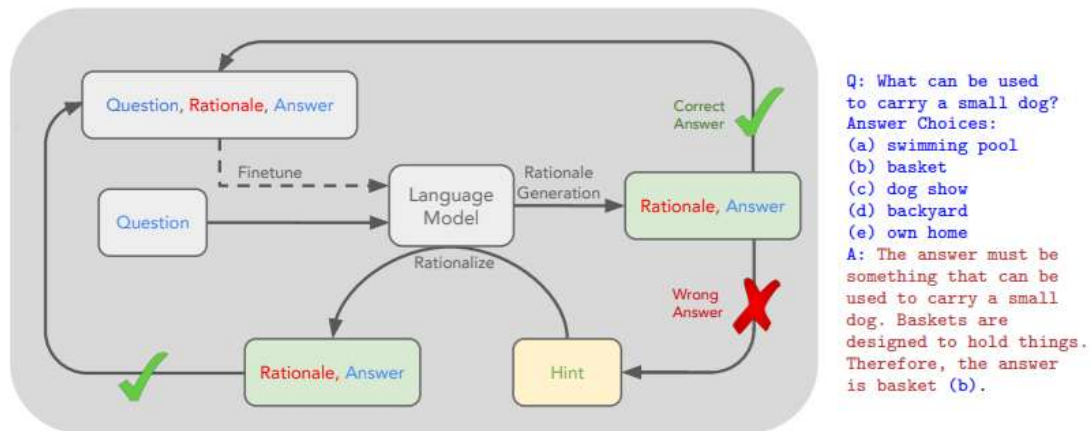 Question, Rationale, Answer
Correct
Answer
Finetune
Language
Model
Rationale
Generation
Rationale, Answer
Question
Rationalize
Wrong
Answer
Rationale, Answer
Hint
Q: What can be used
to carry a small dog?
Answer Choices:
(a) swimming pool
(b) basket
(c) dog show
(d) backyard
(e) own home
A: The answer must be
something that can be
used to carry a small
dog. Baskets are
designed to hold things.
Therefore, the answer
is basket (b).